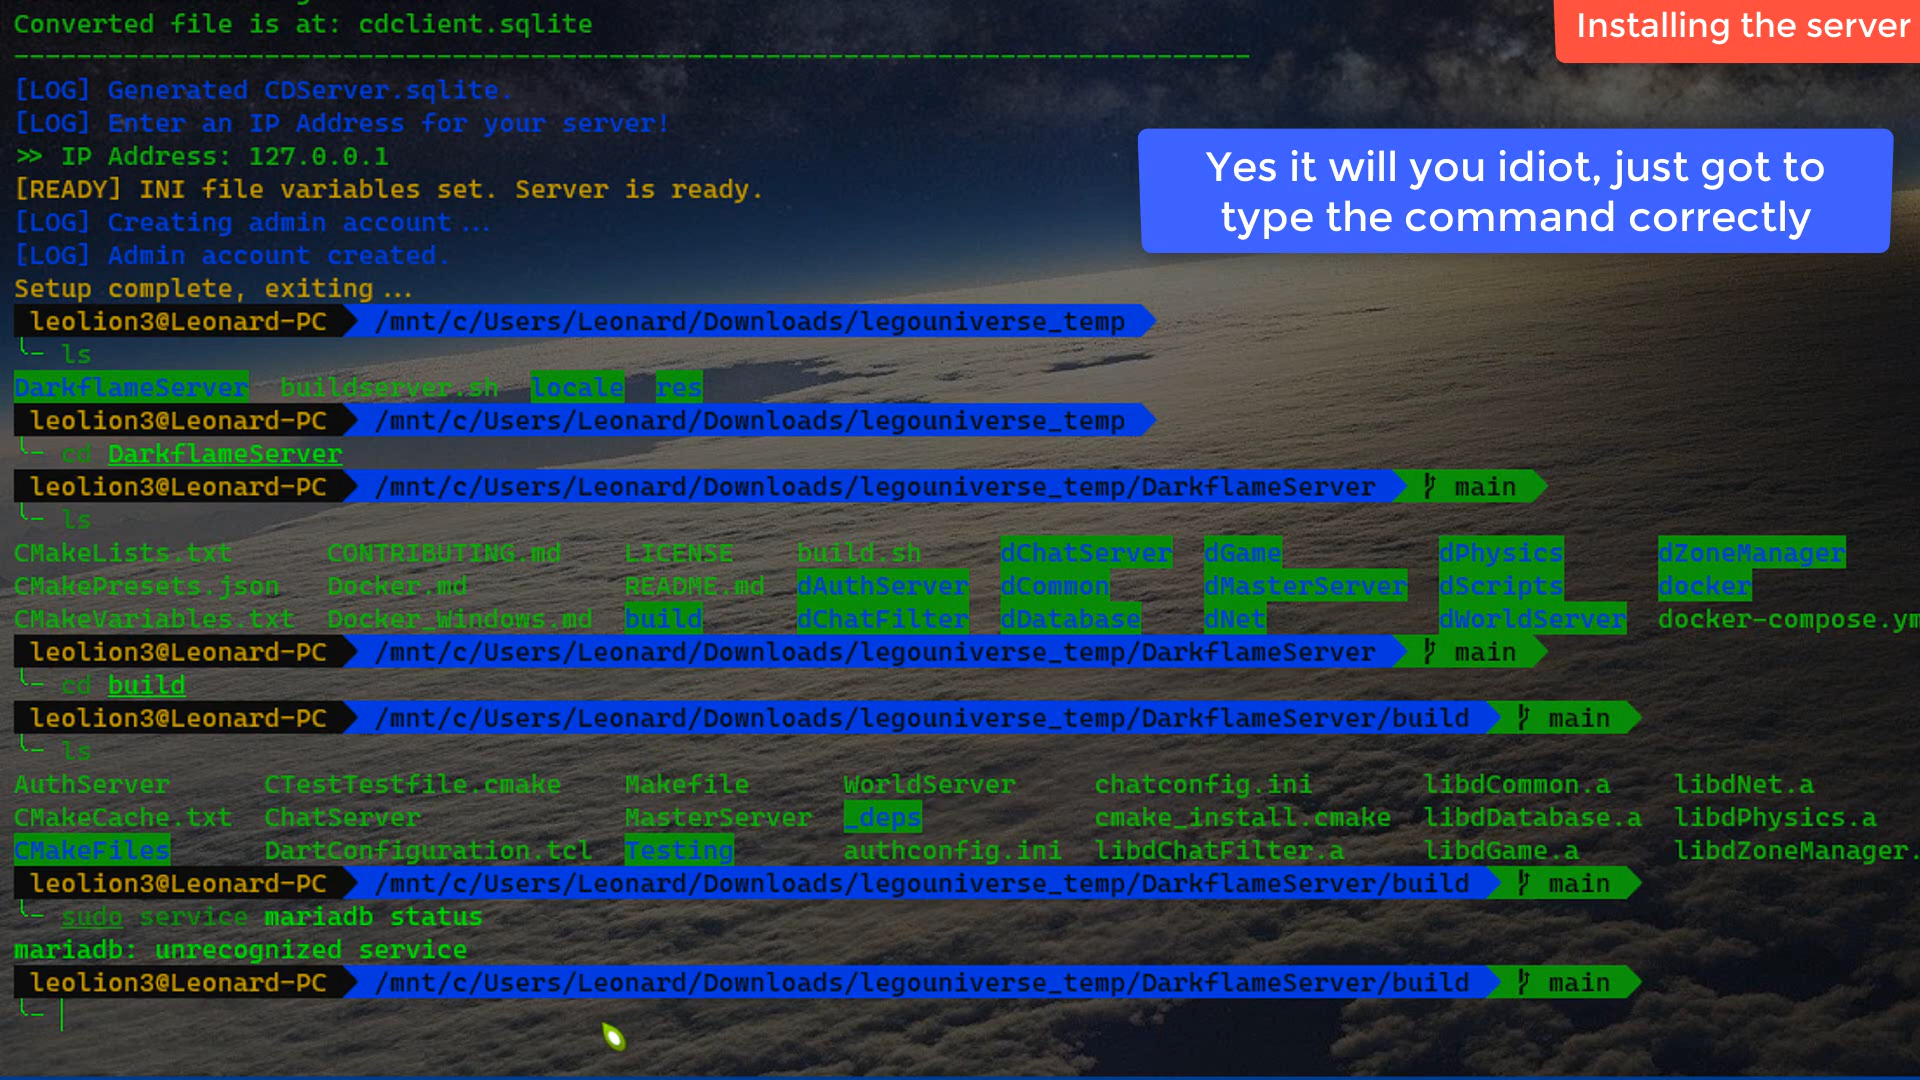 Converted file is at: cdclient.sqlite
-------------------------------------------------------------------------------
Installing the server
[LOG] Generated CDServer.sqlite.
[LOG] Enter an IP Address for your server!
>> IP Address: 127.0.0.1
[READY] INI file variables set. Server is ready.
[LOG] Creating admin account...
[LOG] Admin account created.
Setup complete, exiting...
Yes it will you idiot, just got to
type the command correctly
leolion3@Leonard-PC /mnt/c/Users/Leonard/Downloads/legouniverse_temp
ls
DarkflameServer buildserver.sh locale res
leolion3@Leonard-PC /mnt/c/Users/Leonard/Downloads/legouniverse_temp
cd DarkflameServer
leolion3@Leonard-PC /mnt/c/Users/Leonard/Downloads/legouniverse_temp/DarkflameServer main
ls
CMakeLists.txt CONTRIBUTING.md LICENSE build.sh dChatServer dGame dPhysics dZoneManager
CMakePresets.json Docker.md README.md dAuthServer dCommon dMasterServer dScripts docker
CMakeVariables.txt Docker_Windows.md build dChatFilter dDatabase dNet dWorldServer docker-compose.ym
leolion3@Leonard-PC /mnt/c/Users/Leonard/Downloads/legouniverse_temp/DarkflameServer main
cd build
leolion3@Leonard-PC /mnt/c/Users/Leonard/Downloads/legouniverse_temp/DarkflameServer/build main
ls
AuthServer CTestTestfile.cmake Makefile WorldServer chatconfig.ini libdCommon.a libdNet.a
CMakeCache.txt ChatServer MasterServer _deps cmake_install.cmake libdDatabase.a libdPhysics.a
CMakeFiles DartConfiguration.tcl Testing authconfig.ini libdChatFilter.a libdGame.a libdZoneManager.
leolion3@Leonard-PC /mnt/c/Users/Leonard/Downloads/legouniverse_temp/DarkflameServer/build main
sudo service mariadb status
mariadb: unrecognized service
leolion3@Leonard-PC /mnt/c/Users/Leonard/Downloads/legouniverse_temp/DarkflameServer/build main